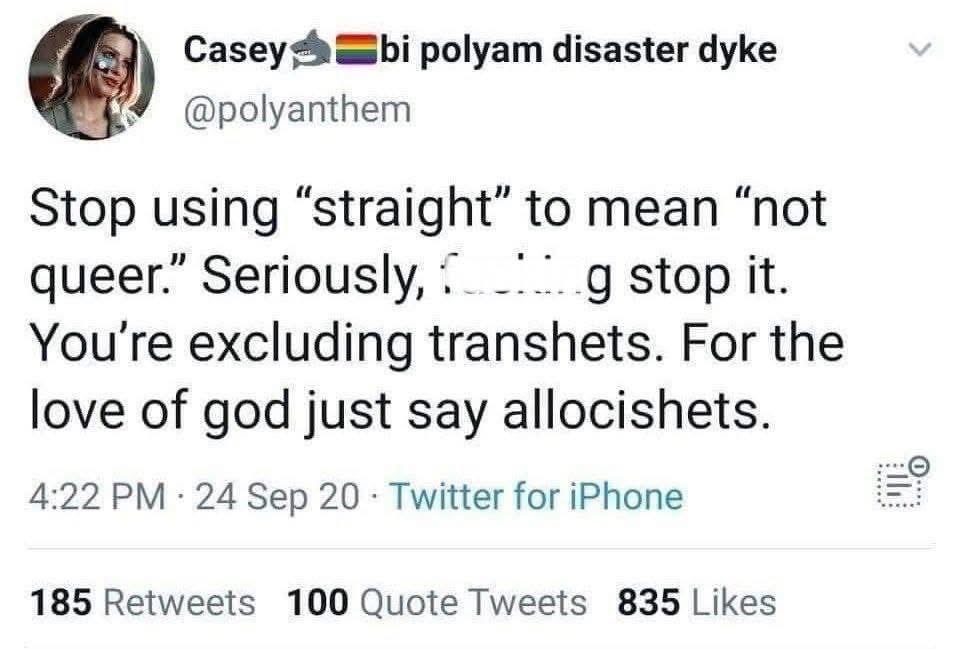 Casey🦈🏳️‍🌈bi polyam disaster dyke
@polyanthem
Stop using “straight” to mean “not
queer.” Seriously, g stop it.
You’re excluding transhets. For the
love of god just say allocishets.
4:22 PM · 24 Sep 20 · Twitter for iPhone
185 Retweets 100 Quote Tweets 835 Likes